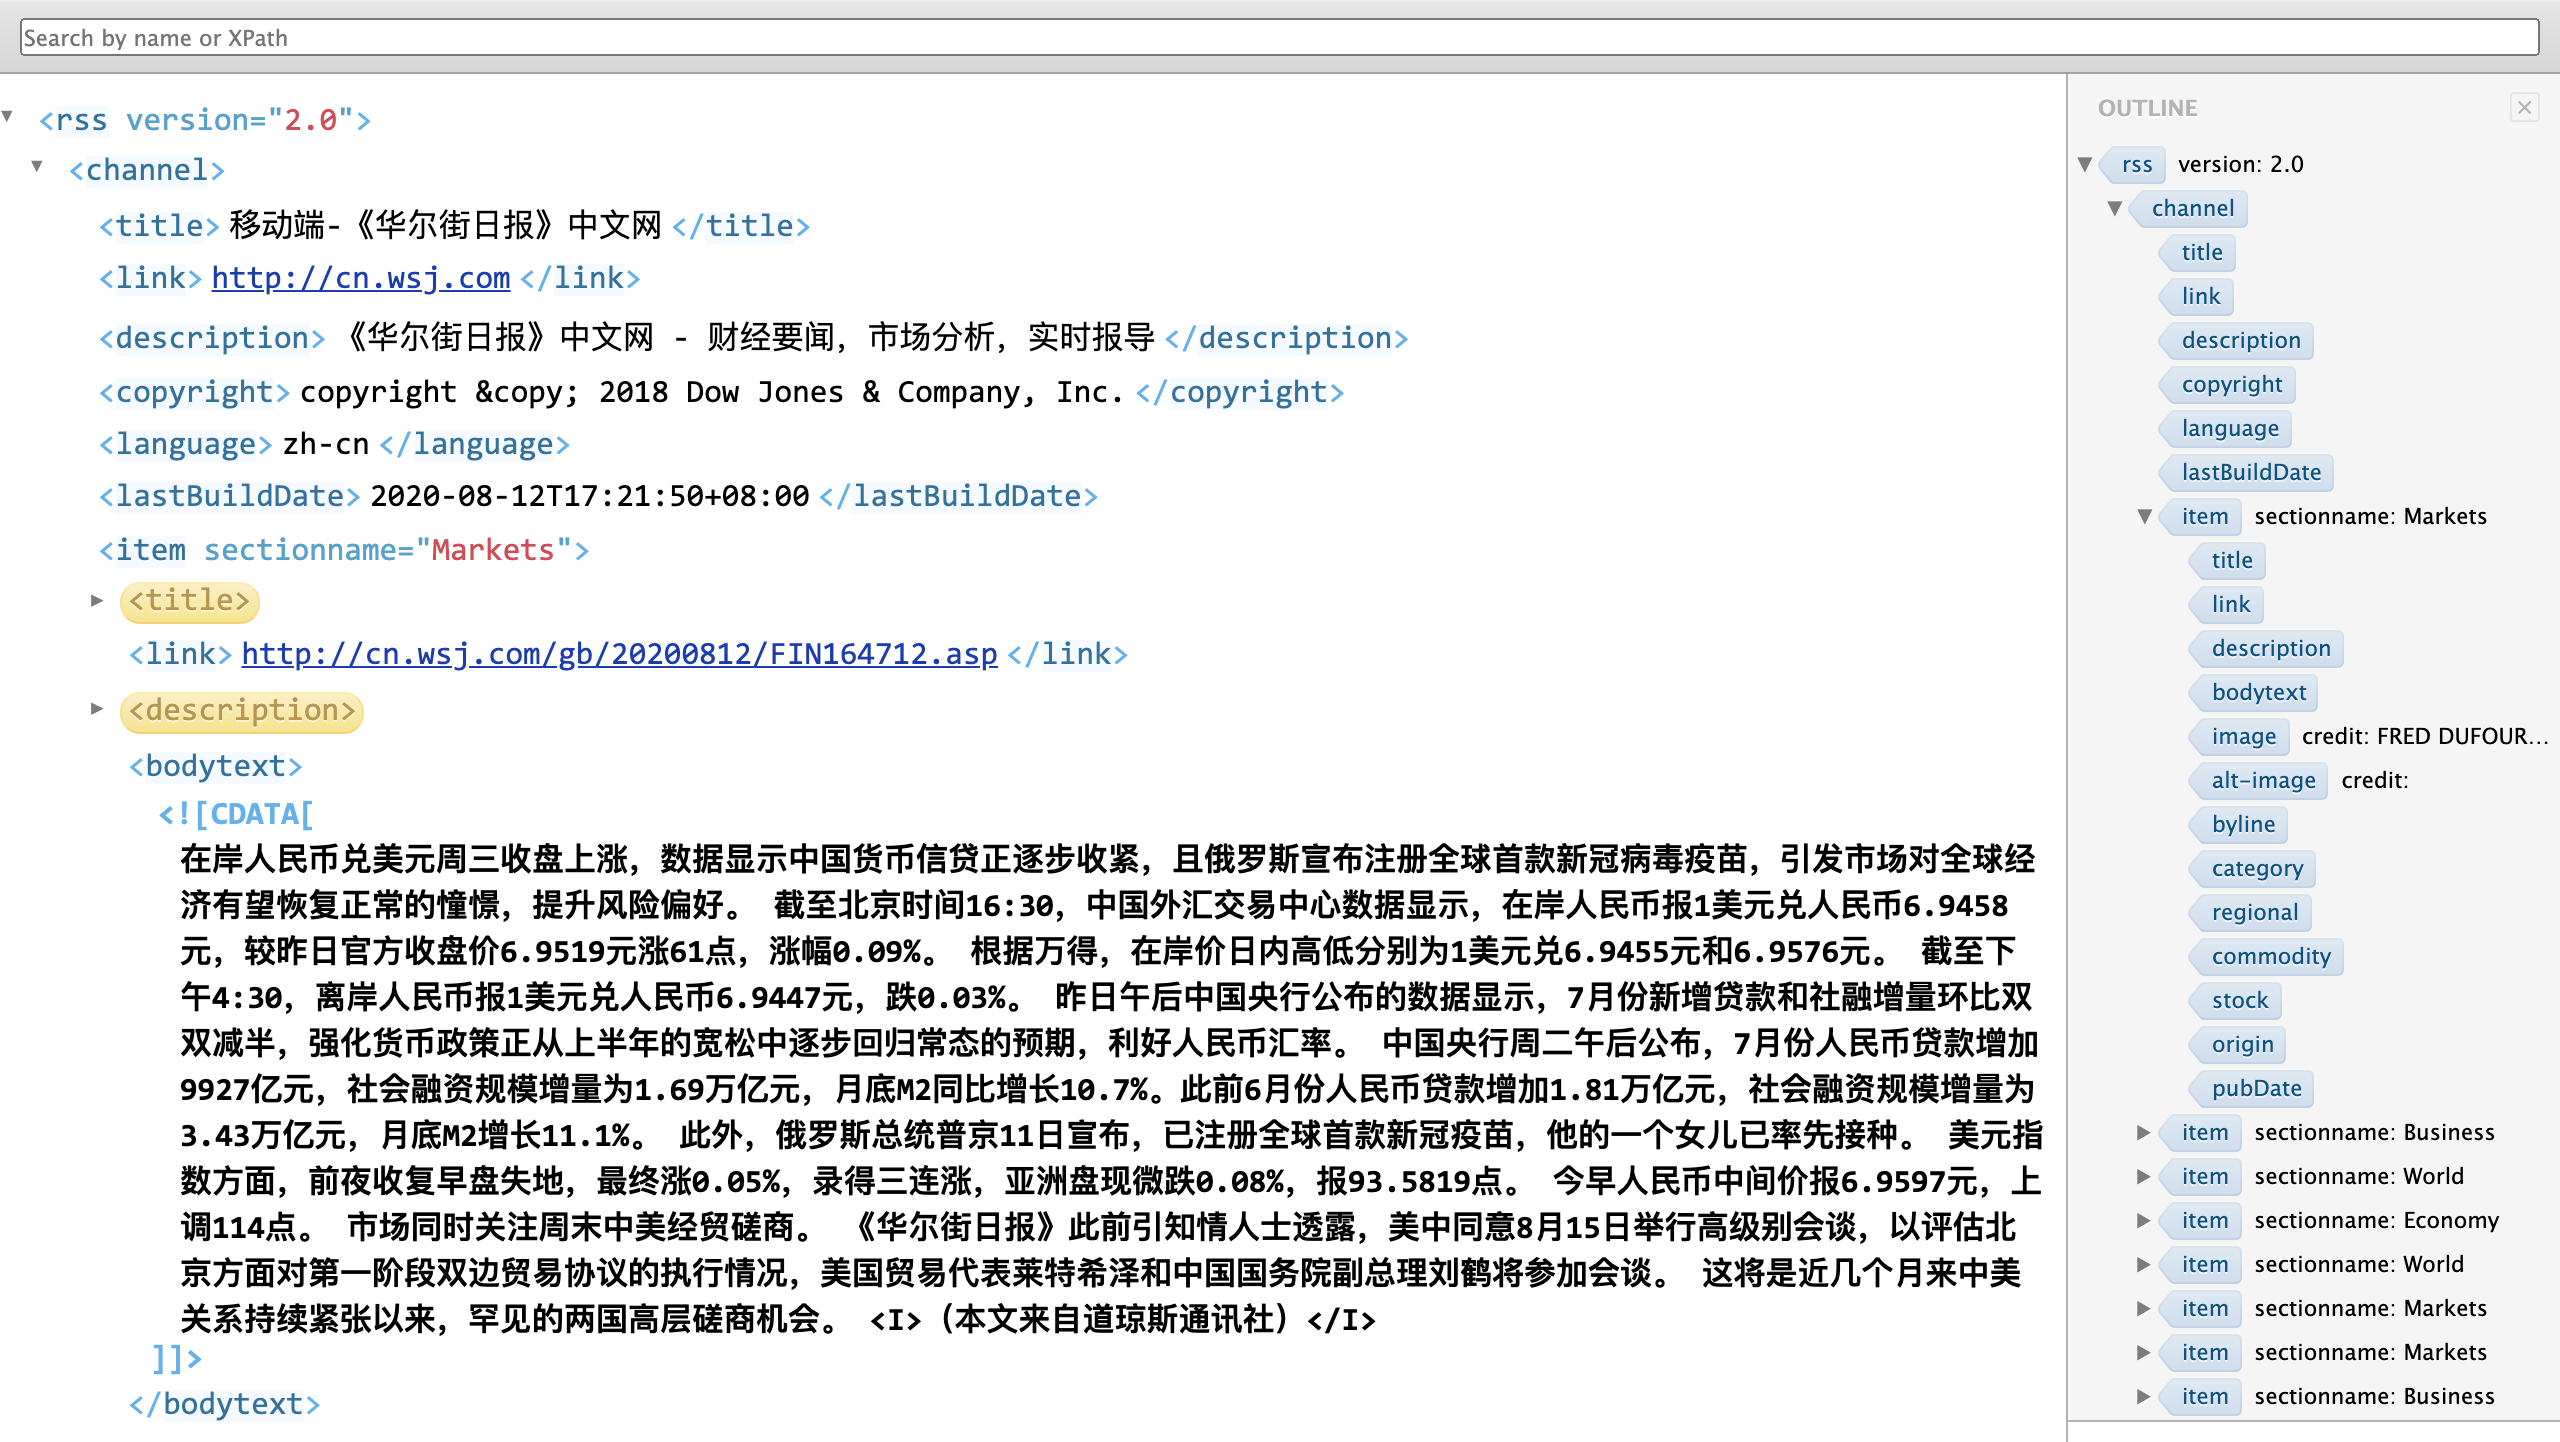 Search by name or XPath
<rss version="2.0">
<channel>
<title> 移动端-《华尔街日报》中文网 </title>
<link> http://cn.wsj.com </link>
<description> 《华尔街日报》中文网 - 财经要闻，市场分析，实时报导 </description>
<copyright> copyright &copy; 2018 Dow Jones & Company, Inc. </copyright>
<language> zh-cn </language>
<lastBuildDate> 2020-08-12T17:21:50+08:00 </lastBuildDate>
<item sectionname="Markets">
<title>
<link> http://cn.wsj.com/gb/20200812/FIN164712.asp </link>
<description>
<bodytext>
<![CDATA[
在岸人民币兑美元周三收盘上涨，数据显示中国货币信贷正逐步收紧，且俄罗斯宣布注册全球首款新冠病毒疫苗，引发市场对全球经
济有望恢复正常的憧憬，提升风险偏好。 截至北京时间16:30，中国外汇交易中心数据显示，在岸人民币报1美元兑人民币6.9458
元，较昨日官方收盘价6.9519元涨61点，涨幅0.09%。 根据万得，在岸价日内高低分别为1美元兑6.9455元和6.9576元。 截至下
午4:30，离岸人民币报1美元兑人民币6.9447元，跌0.03%。 昨日午后中国央行公布的数据显示，7月份新增贷款和社融增量环比双
双减半，强化货币政策正从上半年的宽松中逐步回归常态的预期，利好人民币汇率。 中国央行周二午后公布，7月份人民币贷款增加
9927亿元，社会融资规模增量为1.69万亿元，月底M2同比增长10.7%。此前6月份人民币贷款增加1.81万亿元，社会融资规模增量为
3.43万亿元，月底M2增长11.1%。 此外，俄罗斯总统普京11日宣布，已注册全球首款新冠疫苗，他的一个女儿已率先接种。 美元指
数方面，前夜收复早盘失地，最终涨0.05%，录得三连涨，亚洲盘现微跌0.08%，报93.5819点。 今早人民币中间价报6.9597元，上
调114点。 市场同时关注周末中美经贸磋商。 《华尔街日报》此前引知情人士透露，美中同意8月15日举行高级别会谈，以评估北
京方面对第一阶段双边贸易协议的执行情况，美国贸易代表莱特希泽和中国国务院副总理刘鹤将参加会谈。 这将是近几个月来中美
关系持续紧张以来，罕见的两国高层磋商机会。 <I>（本文来自道琼斯通讯社）</I>
]]>
</bodytext>
OUTLINE
rss version: 2.0
channel
title
link
description
copyright
language
lastBuildDate
item sectionname: Markets
title
link
description
bodytext
image credit: FRED DUFOUR…
alt-image credit:
byline
category
regional
commodity
stock
origin
pubDate
item sectionname: Business
item sectionname: World
item sectionname: Economy
item sectionname: World
item sectionname: Markets
item sectionname: Markets
item sectionname: Business